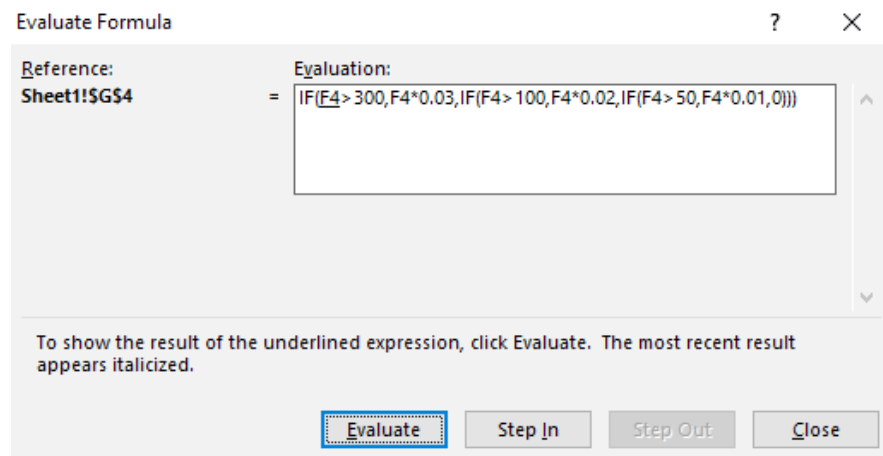 Evaluate Formula ? ×
Reference: Evaluation:
Sheet1!$G$4 = IF(F4>300,F4*0.03,IF(F4>100,F4*0.02,IF(F4>50,F4*0.01,0)))
To show the result of the underlined expression, click Evaluate. The most recent result
appears italicized.
Evaluate Step In Step Out Close